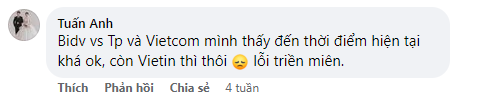 Tuấn Anh
Bidv vs Tp và Vietcom mình thấy đến thời điểm hiện tại
khá ok, còn Vietin thì thôi 😞 lỗi triền miên.
Thích Phản hồi Chia sẻ 4 tuần